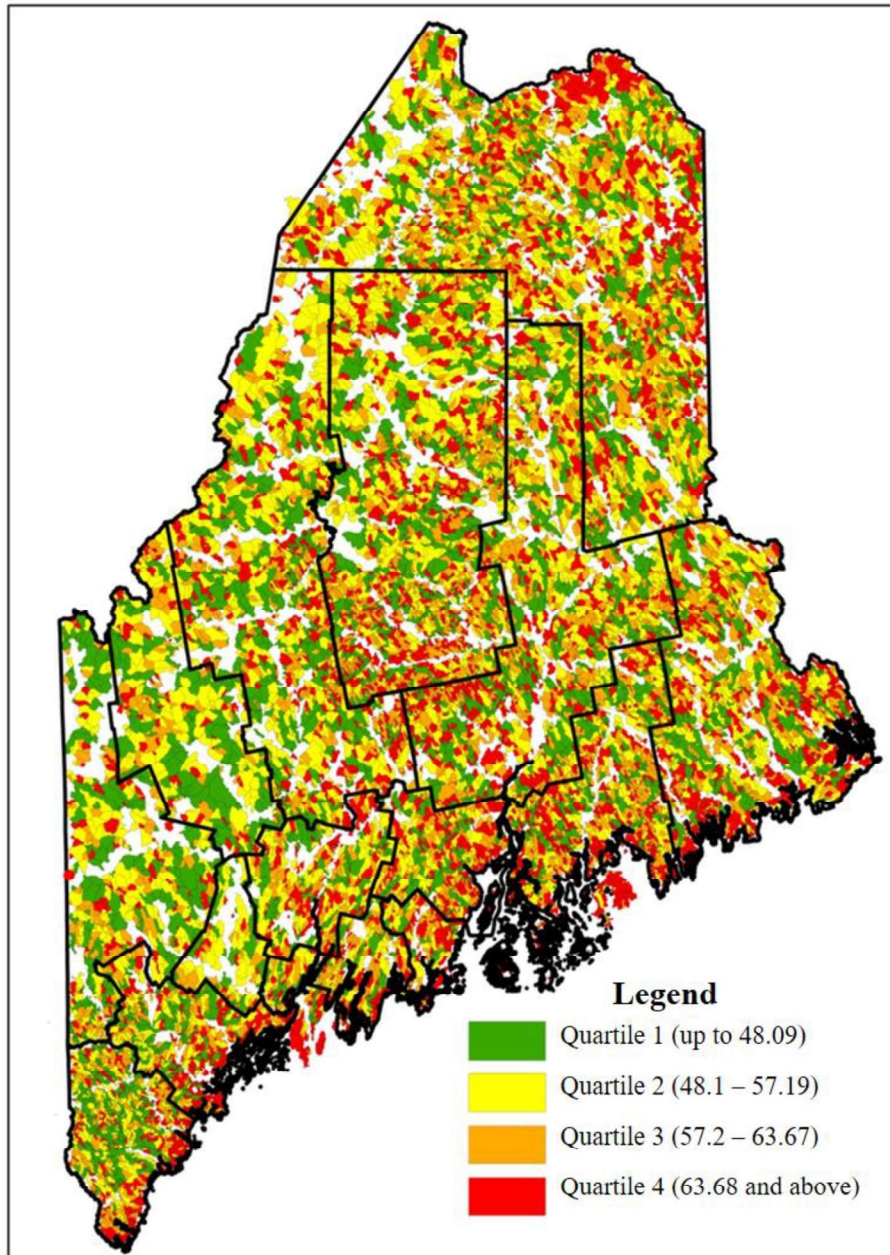 Legend
Quartile 1 (up to 48.09)
Quartile 2 (48.1 – 57.19)
Quartile 3 (57.2 – 63.67)
Quartile 4 (63.68 and above)